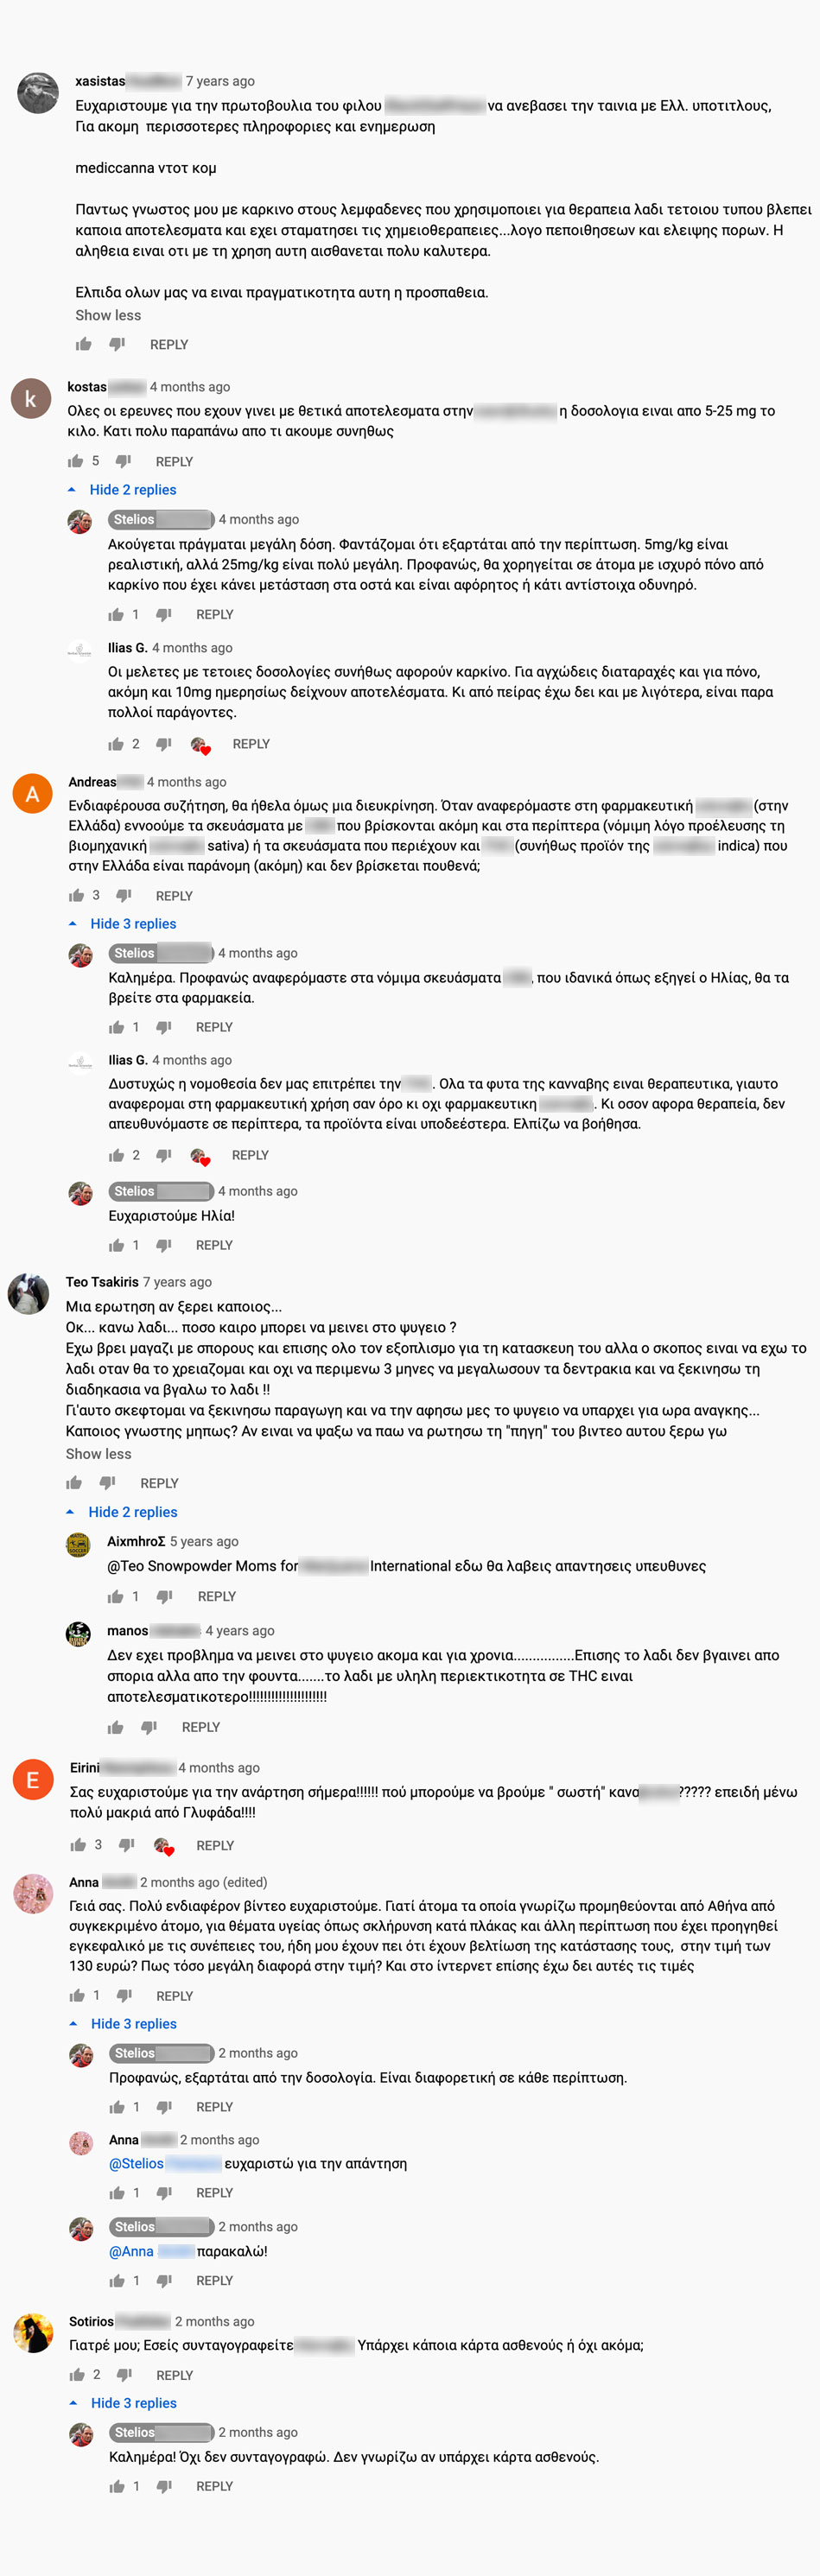 xasistas 7 years ago
Ευχαριστουμε για την πρωτοβουλια του φιλου να ανεβασει την ταινια με Ελλ. υποτιτλους,
Για ακομη περισσοτερες πληροφοριες και ενημερωση
mediccanna ντοτ κομ
Παντως γνωστος μου με καρκινο στους λεμφαδενες που χρησιμοποιει για θεραπεια λαδι τετοιου τυπου βλεπει
καποια αποτελεσματα και εχει σταματησει τις χημειοθεραπειες...λογο πεποιθησεων και ελειψης πορων. Η
αληθεια ειναι οτι με τη χρηση αυτη αισθανεται πολυ καλυτερα.
Ελπιδα ολων μας να ειναι πραγματικοτητα αυτη η προσπαθεια.
Show less
REPLY
k
kostas 4 months ago
Ολες οι ερευνες που εχουν γινει με θετικά αποτελεσματα στην η δοσολογια ειναι απο 5-25 mg το
κιλο. Κατι πολυ παραπάνω απο τι ακουμε συνηθως
5 REPLY
Hide 2 replies
Stelios 4 months ago
Ακούγεται πράγματι μεγάλη δόση. Φαντάζομαι ότι εξαρτάται από την περίπτωση. 5mg/kg είναι
ρεαλιστική, αλλά 25mg/kg είναι πολύ μεγάλη. Προφανώς, θα χορηγείται σε άτομα με ισχυρό πόνο από
καρκίνο που έχει κάνει μετάσταση στα οστά και είναι αφόρητος ή κάτι αντίστοιχα οδυνηρό.
1 REPLY
Ilias G. 4 months ago
Οι μελετες με τετοιες δοσολογίες συνήθως αφορούν καρκίνο. Για αγχώδεις διαταραχές και για πόνο,
ακόμη και 10mg ημερησίως δείχνουν αποτελέσματα. Κι από πείρας έχω δει και με λιγότερα, είναι παρα
πολλοί παράγοντες.
2 REPLY
A
Andreas 4 months ago
Ενδιαφέρουσα συζήτηση, θα ήθελα όμως μια διευκρίνηση. Όταν αναφερόμαστε στη φαρμακευτική (στην
Ελλάδα) εννοούμε τα σκευάσματα με που βρίσκονται ακόμη και στα περίπτερα (νόμιμη λόγο προέλευσης τη
βιομηχανική sativa) ή τα σκευάσματα που περιέχουν και (συνήθως προϊόν της indica) που
στην Ελλάδα είναι παράνομη (ακόμη) και δεν βρίσκεται πουθενά;
3 REPLY
Hide 3 replies
Stelios 4 months ago
Καλημέρα. Προφανώς αναφερόμαστε στα νόμιμα σκευάσματα , που ιδανικά όπως εξηγεί ο Ηλίας, θα τα
βρείτε στα φαρμακεία.
1 REPLY
Ilias G. 4 months ago
Δυστυχώς η νομοθεσία δεν μας επιτρέπει την . Ολα τα φυτα της κανναβης ειναι θεραπευτικα, γιαυτο
αναφερομαι στη φαρμακευτική χρήση σαν όρο κι οχι φαρμακευτικη . Κι οσον αφορα θεραπεία, δεν
απευθυνόμαστε σε περίπτερα, τα προϊόντα είναι υποδεέστερα. Ελπίζω να βοήθησα.
2 REPLY
Stelios 4 months ago
Ευχαριστούμε Ηλία!
1 REPLY
Teo Tsakiris 7 years ago
Μια ερωτηση αν ξερει καποιος...
Οκ... κανω λαδι... ποσο καιρο μπορει να μεινει στο ψυγειο ?
Εχω βρει μαγαζι με σπορους και επισης ολο τον εξοπλισμο για τη κατασκευη του αλλα ο σκοπος ειναι να εχω το
λαδι οταν θα το χρειαζομαι και οχι να περιμενω 3 μηνες να μεγαλωσουν τα δεντρακια και να ξεκινησω τη
διαδηκασια να βγαλω το λαδι !!
Γι'αυτο σκεφτομαι να ξεκινησω παραγωγη και να την αφησω μες το ψυγειο να υπαρχει για ωρα αναγκης...
Καποιος γνωστης μηπως? Αν ειναι να ψαξω να παω να ρωτησω τη "πηγη" του βιντεο αυτου ξερω γω
Show less
REPLY
Hide 2 replies
AixmhroΣ 5 years ago
@Teo Snowpowder Moms for International εδω θα λαβεις απαντησεις υπευθυνες
1 REPLY
manos 4 years ago
Δεν εχει προβλημα να μεινει στο ψυγειο ακομα και για χρονια................Επισης το λαδι δεν βγαινει απο
σπορια αλλα απο την φουντα.......το λαδι με υληλη περιεκτικοτητα σε THC ειναι
αποτελεσματικοτερο!!!!!!!!!!!!!!!!!!!!!
REPLY
E
Eirini 4 months ago
Σας ευχαριστούμε για την ανάρτηση σήμερα!!!!!! πού μπορούμε να βρούμε " σωστή" κανα ????? επειδή μένω
πολύ μακριά από Γλυφάδα!!!!
3 REPLY
Anna 2 months ago (edited)
Γειά σας. Πολύ ενδιαφέρον βίντεο ευχαριστούμε. Γιατί άτομα τα οποία γνωρίζω προμηθεύονται από Αθήνα από
συγκεκριμένο άτομο, για θέματα υγείας όπως σκλήρυνση κατά πλάκας και άλλη περίπτωση που έχει προηγηθεί
εγκεφαλικό με τις συνέπειες του, ήδη μου έχουν πει ότι έχουν βελτίωση της κατάστασης τους, στην τιμή των
130 ευρώ? Πως τόσο μεγάλη διαφορά στην τιμή? Και στο ίντερνετ επίσης έχω δει αυτές τις τιμές
1 REPLY
Hide 3 replies
Stelios 2 months ago
Προφανώς, εξαρτάται από την δοσολογία. Είναι διαφορετική σε κάθε περίπτωση.
1 REPLY
Anna 2 months ago
@Stelios ευχαριστώ για την απάντηση
1 REPLY
Stelios 2 months ago
@Anna παρακαλώ!
1 REPLY
Sotirios 2 months ago
Γιατρέ μου; Εσείς συνταγογραφείτε Υπάρχει κάποια κάρτα ασθενούς ή όχι ακόμα;
2 REPLY
Hide 3 replies
Stelios 2 months ago
Καλημέρα! Όχι δεν συνταγογραφώ. Δεν γνωρίζω αν υπάρχει κάρτα ασθενούς.
1 REPLY